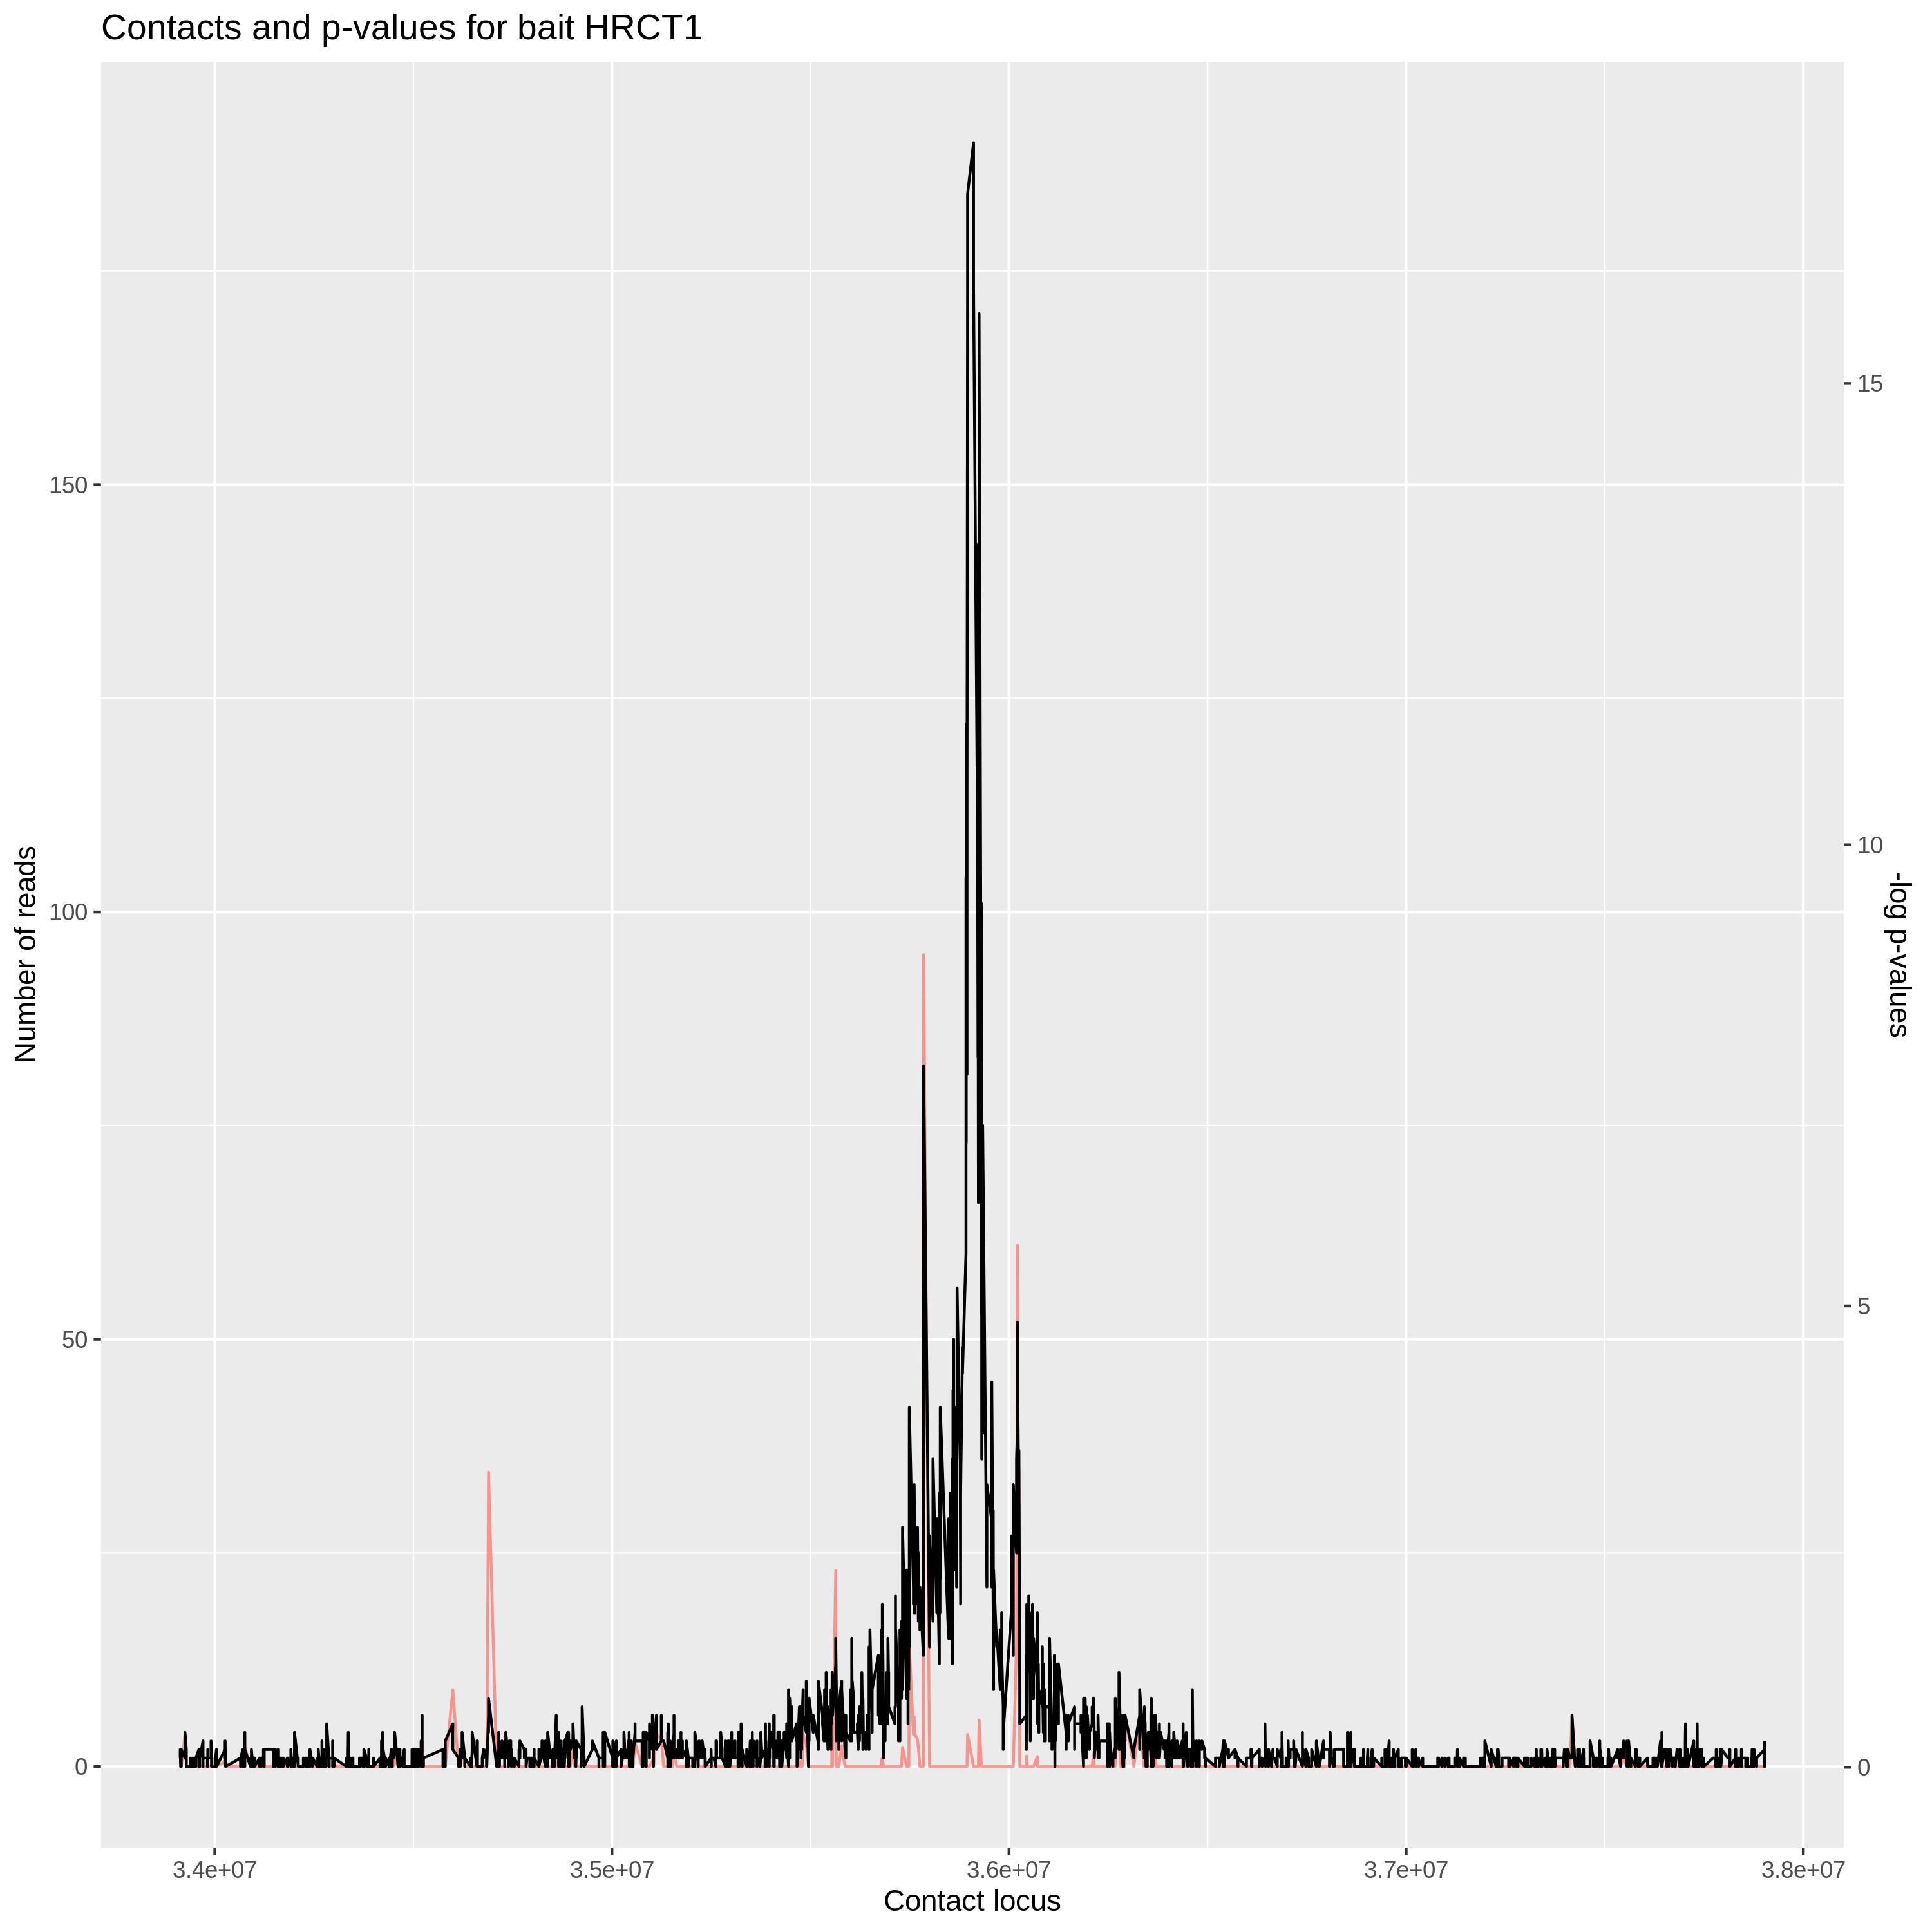 Contacts and p-values for bait HRCT1
Number of reads
150
100
50
0
15
10
5
0
-log p-values
3.4e+07
3.5e+07
3.6e+07
3.7e+07
3.8e+07
Contact locus